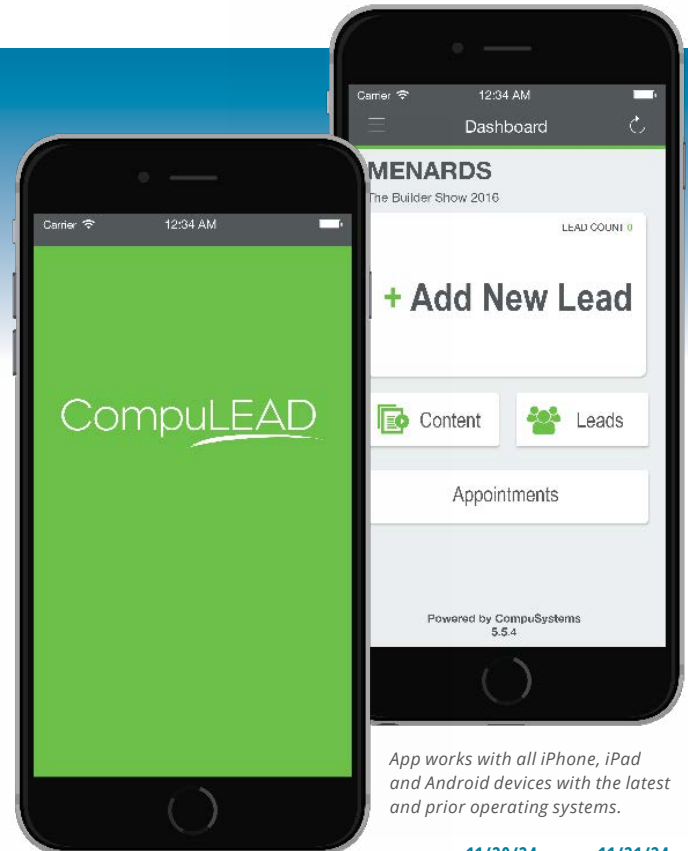 Carrier 12:34 AM
CompuLEAD
Carrier 12:34 AM
Dashboard
MENARDS
The Builder Show 2016
LEAD COUNT 0
+ Add New Lead
Content Leads
Appointments
Powered by CompuSystems
5.5.4
App works with all iPhone, iPad
and Android devices with the latest
and prior operating systems.